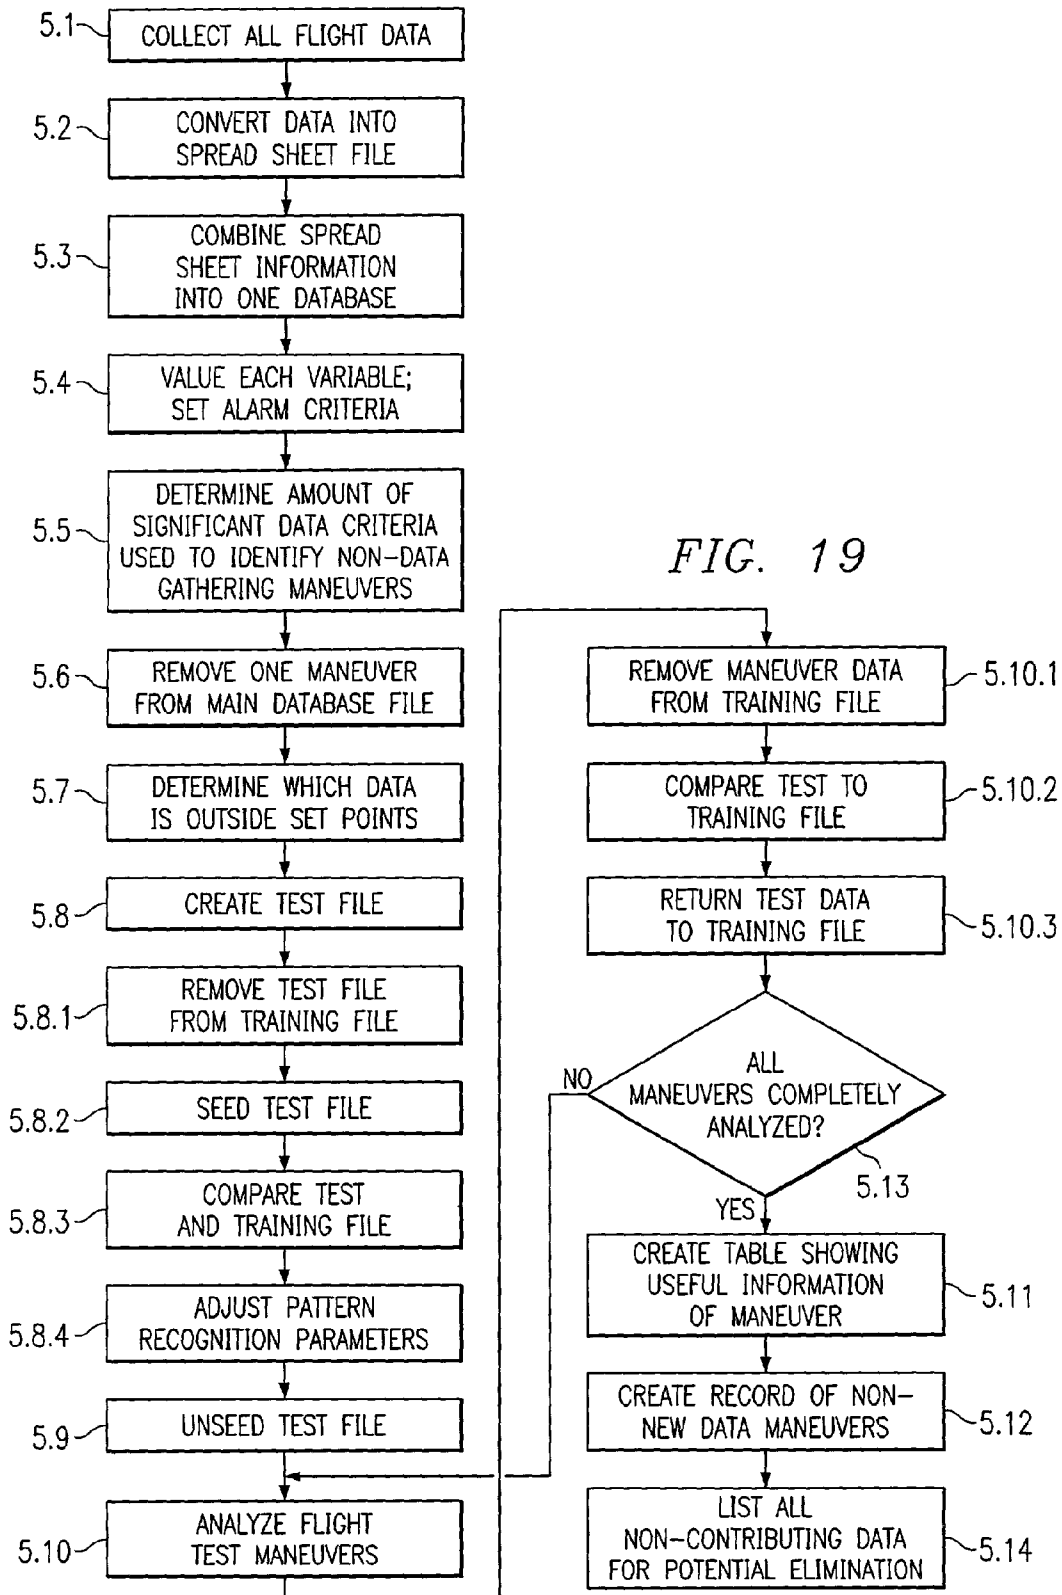 5.1
COLLECT ALL FLIGHT DATA
5.2
CONVERT DATA INTO
SPREAD SHEET FILE
5.3
COMBINE SPREAD
SHEET INFORMATION
INTO ONE DATABASE
5.4
VALUE EACH VARIABLE;
SET ALARM CRITERIA
5.5
DETERMINE AMOUNT OF
SIGNIFICANT DATA CRITERIA
USED TO IDENTIFY NON-DATA
GATHERING MANEUVERS
5.6
REMOVE ONE MANEUVER
FROM MAIN DATABASE FILE
5.7
DETERMINE WHICH DATA
IS OUTSIDE SET POINTS
5.8
CREATE TEST FILE
5.8.1
REMOVE TEST FILE
FROM TRAINING FILE
5.8.2
SEED TEST FILE
5.8.3
COMPARE TEST
AND TRAINING FILE
5.8.4
ADJUST PATTERN
RECOGNITION PARAMETERS
5.9
UNSEED TEST FILE
5.10
ANALYZE FLIGHT
TEST MANEUVERS
FIG. 19
REMOVE MANEUVER DATA
FROM TRAINING FILE
5.10.1
COMPARE TEST TO
TRAINING FILE
5.10.2
RETURN TEST DATA
TO TRAINING FILE
5.10.3
ALL
MANEUVERS COMPLETELY
ANALYZED?
NO
5.13
YES
CREATE TABLE SHOWING
USEFUL INFORMATION
OF MANEUVER
5.11
CREATE RECORD OF NON-
NEW DATA MANEUVERS
5.12
LIST ALL
NON-CONTRIBUTING DATA
FOR POTENTIAL ELIMINATION
5.14